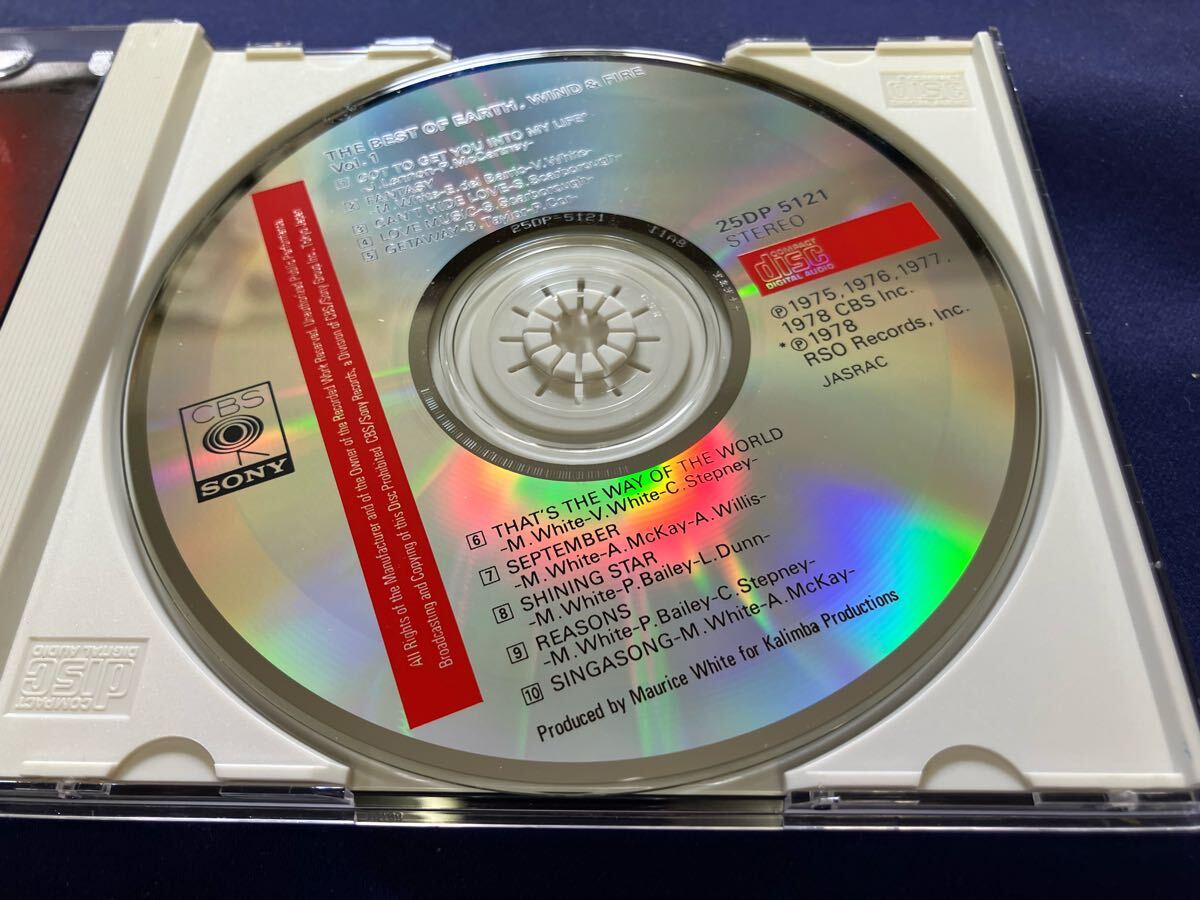 THE BEST OF EARTH, WIND & FIRE
Vol. 1
1 GOT TO GET YOU INTO MY LIFE*
-J. Lennon-P. McCartney-
2 FANTASY
-M. White-E. del Barrio-V. White-
3 CAN'T HIDE LOVE-S. Scarborough-
4 LOVE MUSIC-S. Scarborough-
5 GETAWAY-B. Taylor-P. Cor-
25DP-5121 11A8
25DP 5121
STEREO
COMPACT
disc
DIGITAL AUDIO
Ⓟ1975, 1976, 1977,
1978 CBS Inc.
*Ⓟ1978
RSO Records, Inc.
JASRAC
All Rights of the Manufacturer and of the Owner of the Recorded Work Reserved. Unauthorized Public Performance
Broadcasting and Copying of this Disc Prohibited CBS/Sony Records, a Division of CBS/Sony Group Inc. Tokyo Japan
CBS
SONY
6 THAT'S THE WAY OF THE WORLD
-M. White-V. White-C. Stepney-
7 SEPTEMBER
-M. White-A. McKay-A. Willis-
8 SHINING STAR
-M. White-P. Bailey-L. Dunn-
9 REASONS
-M. White-P. Bailey-C. Stepney-
10 SINGASONG-M. White-A. McKay-
Produced by Maurice White for Kalimba Productions
COMPACT
disc
DIGITAL AUDIO
COMPACT
disc
DIGITAL AUDIO